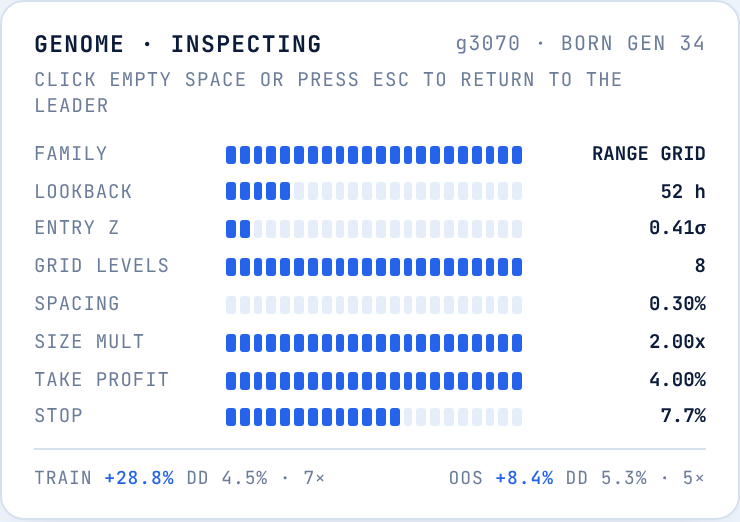 GENOME · INSPECTING
g3070 · BORN GEN 34
CLICK EMPTY SPACE OR PRESS ESC TO RETURN TO THE
LEADER
FAMILY RANGE GRID
LOOKBACK 52 h
ENTRY Z 0.41σ
GRID LEVELS 8
SPACING 0.30%
SIZE MULT 2.00x
TAKE PROFIT 4.00%
STOP 7.7%
TRAIN +28.8% DD 4.5% · 7×
OOS +8.4% DD 5.3% · 5×